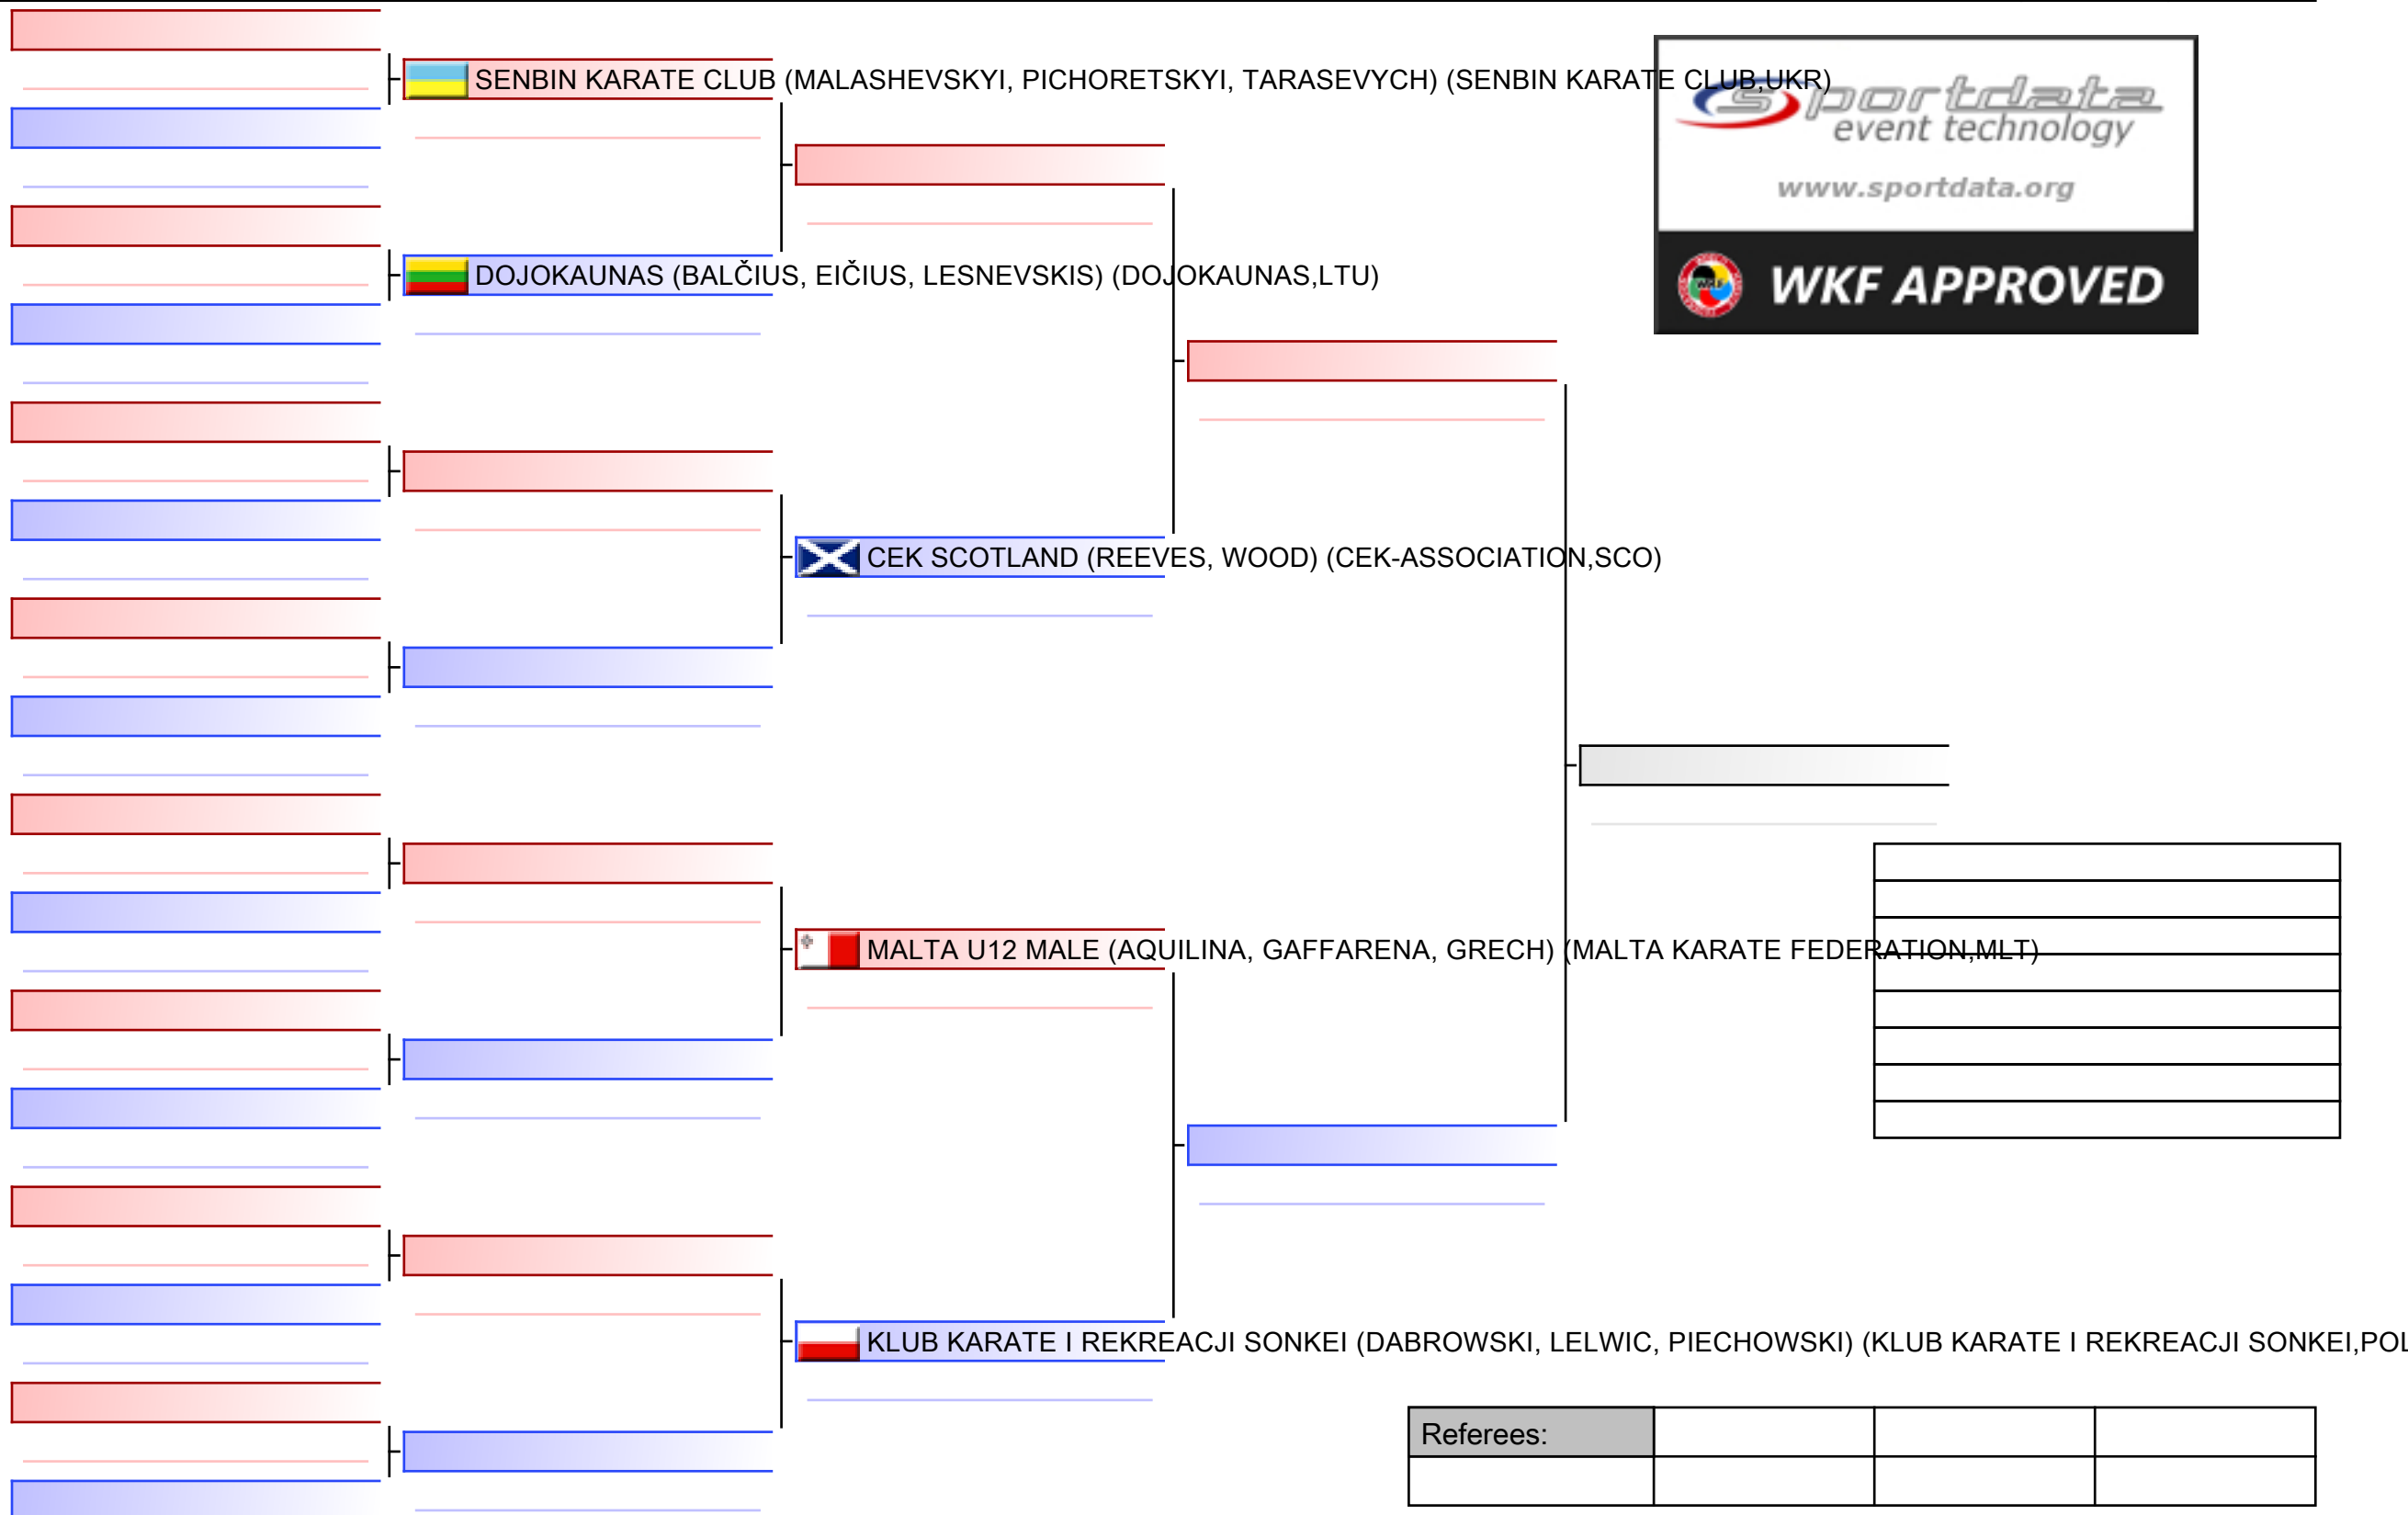 SENBIN KARATE CLUB (MALASHEVSKYI, PICHORETSKYI, TARASEVYCH) (SENBIN KARATE CLUB,UKR)
sportdata
event technology
www.sportdata.org
DOJOKAUNAS (BALČIUS, EIČIUS, LESNEVSKIS) (DOJOKAUNAS,LTU)
WKF APPROVED
CEK SCOTLAND (REEVES, WOOD) (CEK-ASSOCIATION,SCO)
MALTA U12 MALE (AQUILINA, GAFFARENA, GRECH) (MALTA KARATE FEDERATION,MLT)
KLUB KARATE I REKREACJI SONKEI (DABROWSKI, LELWIC, PIECHOWSKI) (KLUB KARATE I REKREACJI SONKEI,POL
Referees: